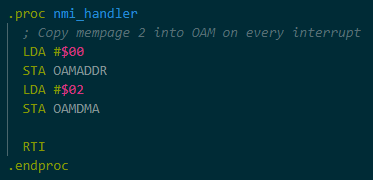 .proc nmi_handler
; Copy mempage 2 into OAM on every interrupt
LDA #$00
STA OAMADDR
LDA #$02
STA OAMDMA
RTI
.endproc